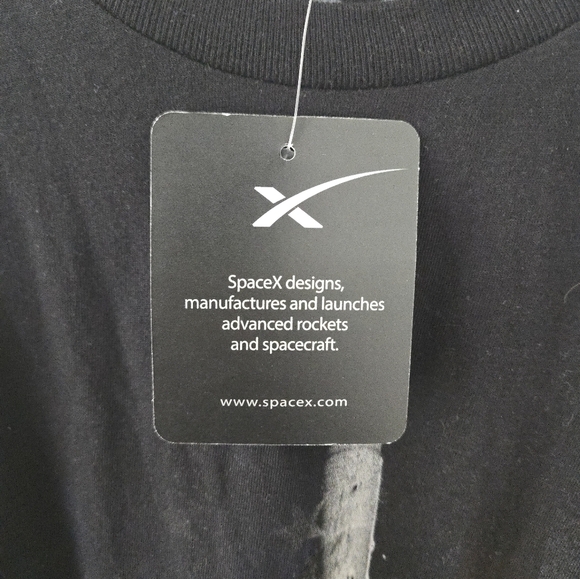 X
SpaceX designs,
manufactures and launches
advanced rockets
and spacecraft.
www.spacex.com